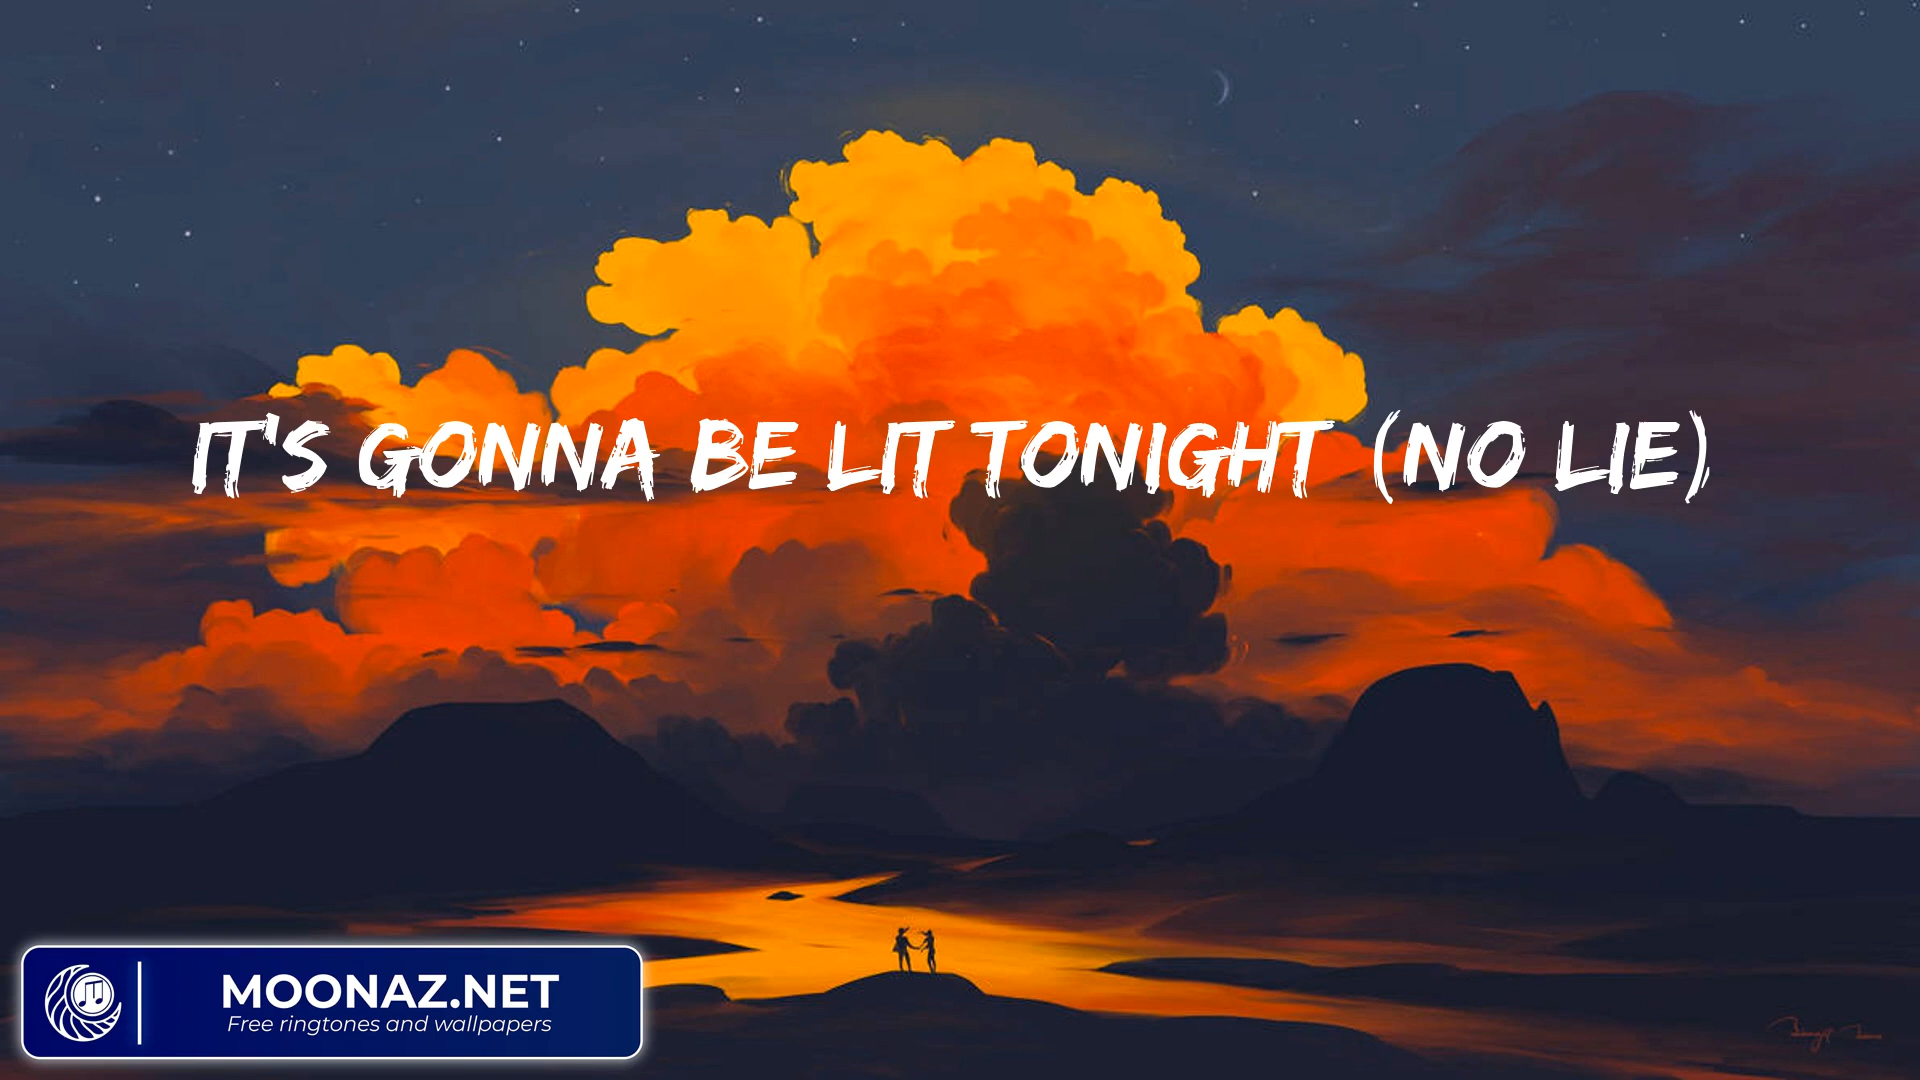 IT'S GONNA BE LIT TONIGHT (NO LIE)
MOONAZ.NET
Free ringtones and wallpapers